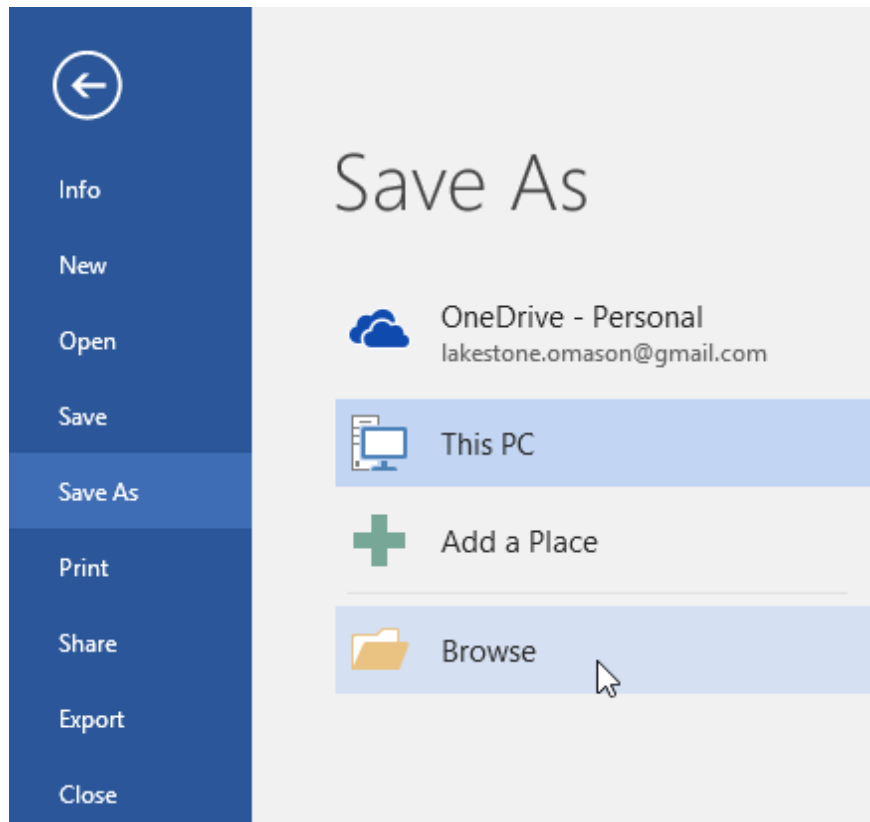 Info
New
Open
Save
Save As
Print
Share
Export
Close
Save As
OneDrive - Personal
lakestone.omason@gmail.com
This PC
Add a Place
Browse